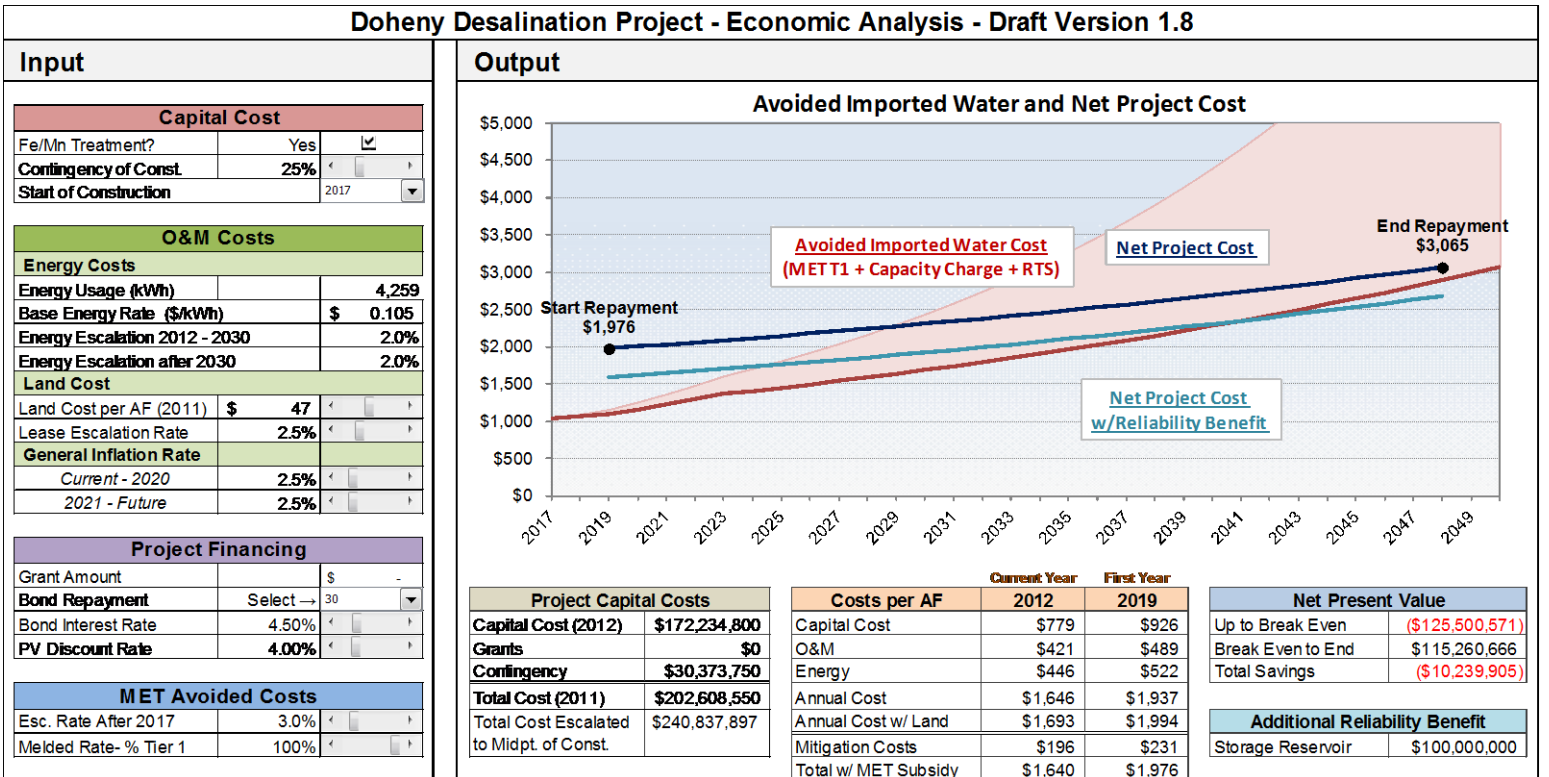 Doheny Desalination Project - Economic Analysis - Draft Version 1.8
Input
Capital Cost
Fe/Mn Treatment? Yes
Contingency of Const. 25%
Start of Construction 2017
O&M Costs
Energy Costs
Energy Usage (kWh) 4,259
Base Energy Rate ($/kWh) $ 0.105
Energy Escalation 2012 - 2030 2.0%
Energy Escalation after 2030 2.0%
Land Cost
Land Cost per AF (2011) $ 47
Lease Escalation Rate 2.5%
General Inflation Rate
Current - 2020 2.5%
2021 - Future 2.5%
Project Financing
Grant Amount $ -
Bond Repayment Select → 30
Bond Interest Rate 4.50%
PV Discount Rate 4.00%
MET Avoided Costs
Esc. Rate After 2017 3.0%
Melded Rate- % Tier 1 100%
Output
Avoided Imported Water and Net Project Cost
$5,000
$4,500
$4,000
$3,500
$3,000
$2,500
$2,000
$1,500
$1,000
$500
$0
Avoided Imported Water Cost
(MET T1 + Capacity Charge + RTS)
Net Project Cost
End Repayment
$3,065
Start Repayment
$1,976
Net Project Cost
w/Reliability Benefit
2017 2019 2021 2023 2025 2027 2029 2031 2033 2035 2037 2039 2041 2043 2045 2047 2049
Project Capital Costs
Capital Cost (2012) $172,234,800
Grants $0
Contingency $30,373,750
Total Cost (2011) $202,608,550
Total Cost Escalated $240,837,897
to Midpt. of Const.
Current Year First Year
Costs per AF 2012 2019
Capital Cost $779 $926
O&M $421 $489
Energy $446 $522
Annual Cost $1,646 $1,937
Annual Cost w/ Land $1,693 $1,994
Mitigation Costs $196 $231
Total w/ MET Subsidy $1,640 $1,976
Net Present Value
Up to Break Even ($125,500,571)
Break Even to End $115,260,666
Total Savings ($10,239,905)
Additional Reliability Benefit
Storage Reservoir $100,000,000